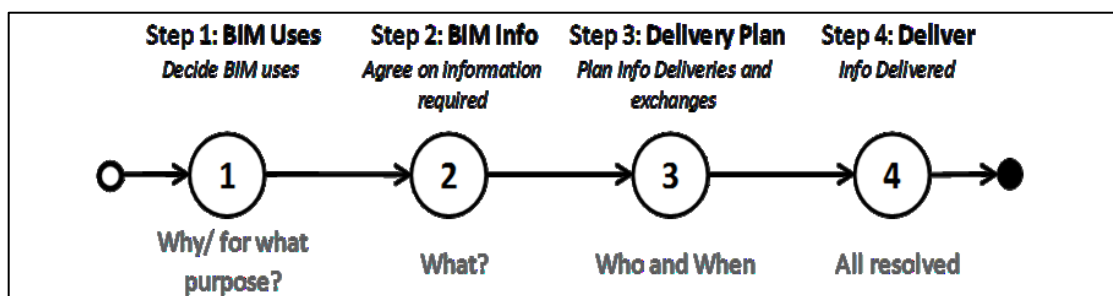 Step 1: BIM Uses
Decide BIM uses
Step 2: BIM Info
Agree on information
required
Step 3: Delivery Plan
Plan Info Deliveries and
exchanges
Step 4: Deliver
Info Delivered
1
2
3
4
Why/ for what
purpose?
What?
Who and When
All resolved